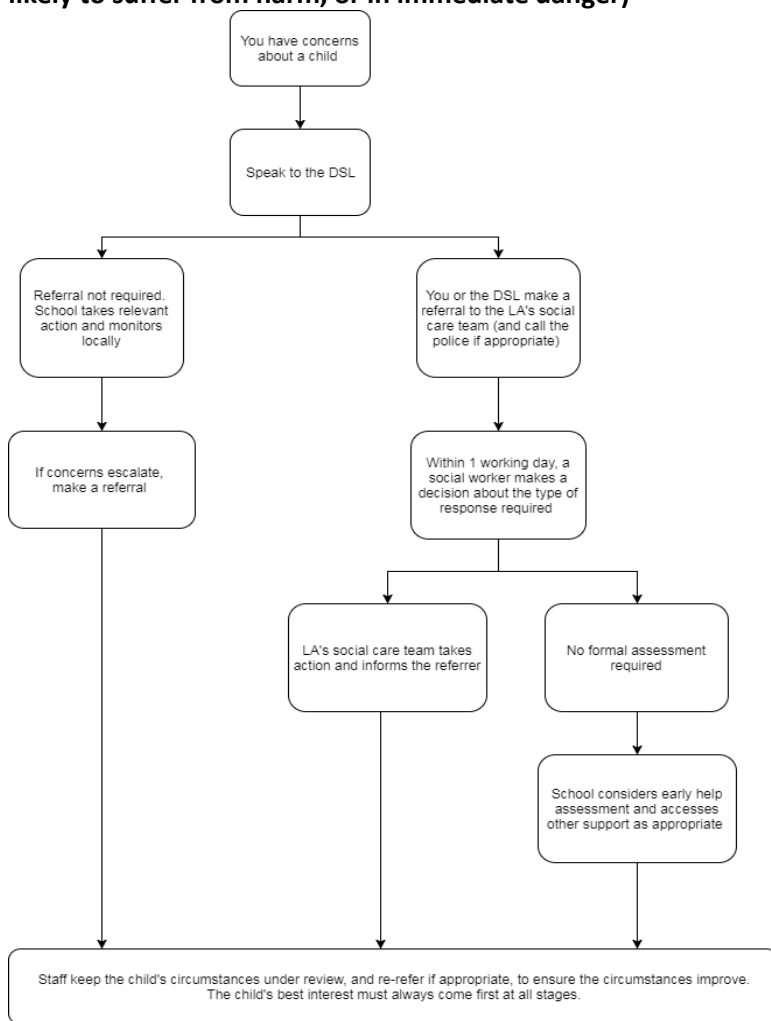 likely to suffer from harm, or in immediate danger)
You have concerns
about a child
Speak to the DSL
Referral not required.
School takes relevant
action and monitors
locally
You or the DSL make a
referral to the LA's social
care team (and call the
police if appropriate)
If concerns escalate,
make a referral
Within 1 working day, a
social worker makes a
decision about the type of
response required
LA's social care team takes
action and informs the referrer
No formal assessment
required
School considers early help
assessment and accesses
other support as appropriate
Staff keep the child's circumstances under review, and re-refer if appropriate, to ensure the circumstances improve.
The child's best interest must always come first at all stages.